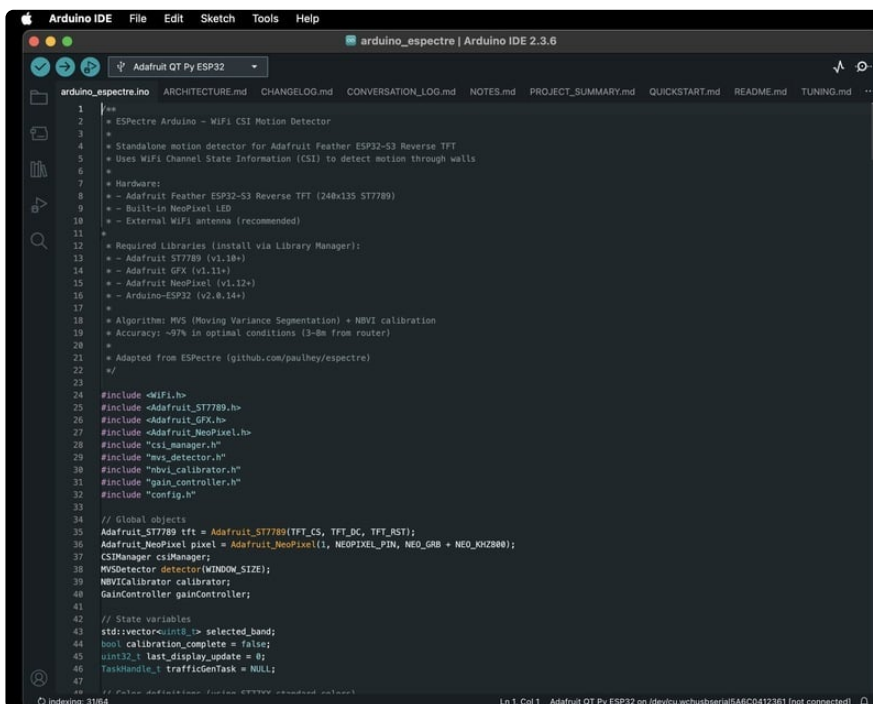 Arduino IDE File Edit Sketch Tools Help
arduino_espectre | Arduino IDE 2.3.6
Adafruit QT Py ESP32
arduino_espectre.ino ARCHITECTURE.md CHANGELOG.md CONVERSATION_LOG.md NOTES.md PROJECT_SUMMARY.md QUICKSTART.md README.md TUNING.md
1 /**
2 * ESPectre Arduino - WiFi CSI Motion Detector
3 *
4 * Standalone motion detector for Adafruit Feather ESP32-S3 Reverse TFT
5 * Uses WiFi Channel State Information (CSI) to detect motion through walls
6 *
7 * Hardware:
8 * - Adafruit Feather ESP32-S3 Reverse TFT (240x135 ST7789)
9 * - Built-in NeoPixel LED
10 * - External WiFi antenna (recommended)
11 *
12 * Required Libraries (install via Library Manager):
13 * - Adafruit ST7789 (v1.10+)
14 * - Adafruit GFX (v1.11+)
15 * - Adafruit NeoPixel (v1.12+)
16 * - Arduino-ESP32 (v2.0.14+)
17 *
18 * Algorithm: MVS (Moving Variance Segmentation) + NBVI calibration
19 * Accuracy: ~97% in optimal conditions (3-8m from router)
20 *
21 * Adapted from ESPectre (github.com/paulhey/espectre)
22 */
23
24 #include <WiFi.h>
25 #include <Adafruit_ST7789.h>
26 #include <Adafruit_GFX.h>
27 #include <Adafruit_NeoPixel.h>
28 #include "csi_manager.h"
29 #include "mvs_detector.h"
30 #include "nbvi_calibrator.h"
31 #include "gain_controller.h"
32 #include "config.h"
33
34 // Global objects
35 Adafruit_ST7789 tft = Adafruit_ST7789(TFT_CS, TFT_DC, TFT_RST);
36 Adafruit_NeoPixel pixel = Adafruit_NeoPixel(1, NEOPIXEL_PIN, NEO_GRB + NEO_KHZ800);
37 CSIManager csiManager;
38 MVSDetector detector(WINDOW_SIZE);
39 NBVICalibrator calibrator;
40 GainController gainController;
41
42 // State variables
43 std::vector<uint8_t> selected_band;
44 bool calibration_complete = false;
45 uint32_t last_display_update = 0;
46 TaskHandle_t trafficGenTask = NULL;
47
48 // Color definitions (using ST77XX standard colors)
indexing: 31/64 Ln 1, Col 1 Adafruit QT Py ESP32 on /dev/cu.wchusbserial5A6C0412361 [not connected]